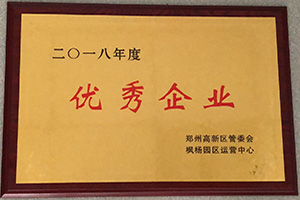 二〇一八年度
优秀企业
郑州高新区管委会
枫杨园区运营中心